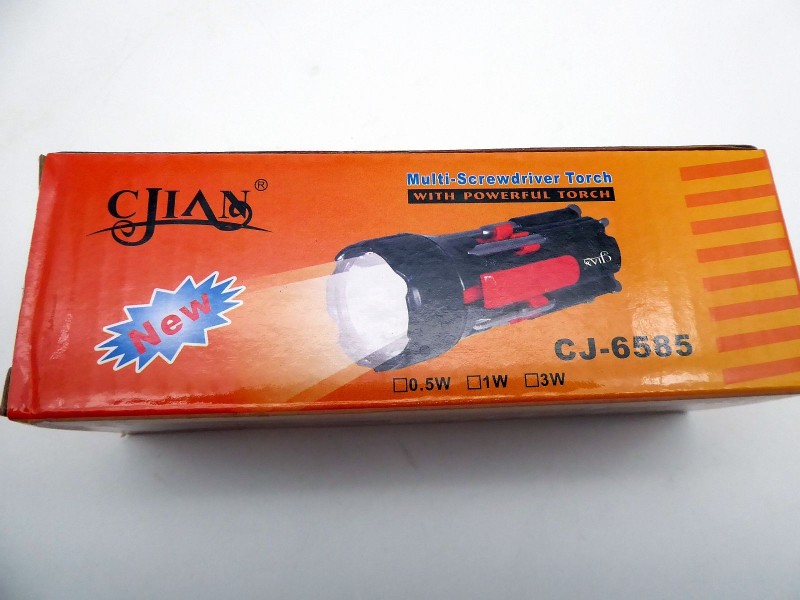 CJIAN®
Multi-Screwdriver Torch
WITH POWERFUL TORCH
New
CJ-6585
☐0.5W ☐1W ☐3W